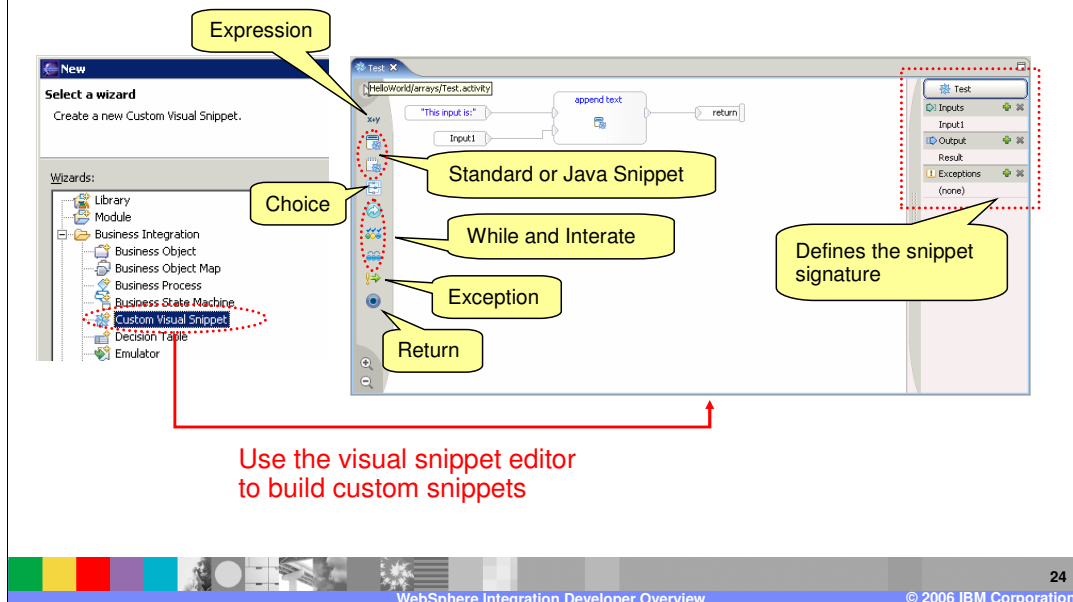 Expression
New
Select a wizard
Create a new Custom Visual Snippet.
Wizards:
Library
Module
Business Integration
Business Object
Business Object Map
Business Process
Business State Machine
Custom Visual Snippet
Decision Table
Emulator
Test
HelloWorld/arrays/Test.activity
x+y
"This input is:"
Input1
append text
return
Standard or Java Snippet
Choice
While and Interate
Exception
Return
Test
Inputs
Input1
Output
Result
Exceptions
(none)
Defines the snippet
signature
Use the visual snippet editor
to build custom snippets
24
WebSphere Integration Developer Overview
© 2006 IBM Corporation